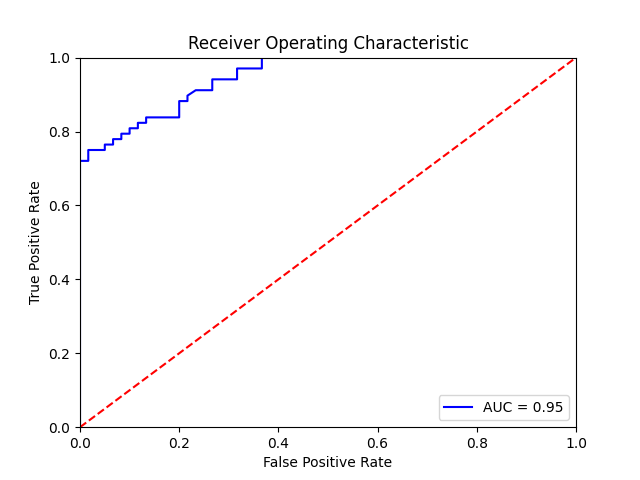 Receiver Operating Characteristic
1.0
0.8
0.6
0.4
0.2
0.0
True Positive Rate
0.0 0.2 0.4 0.6 0.8 1.0
False Positive Rate
AUC = 0.95